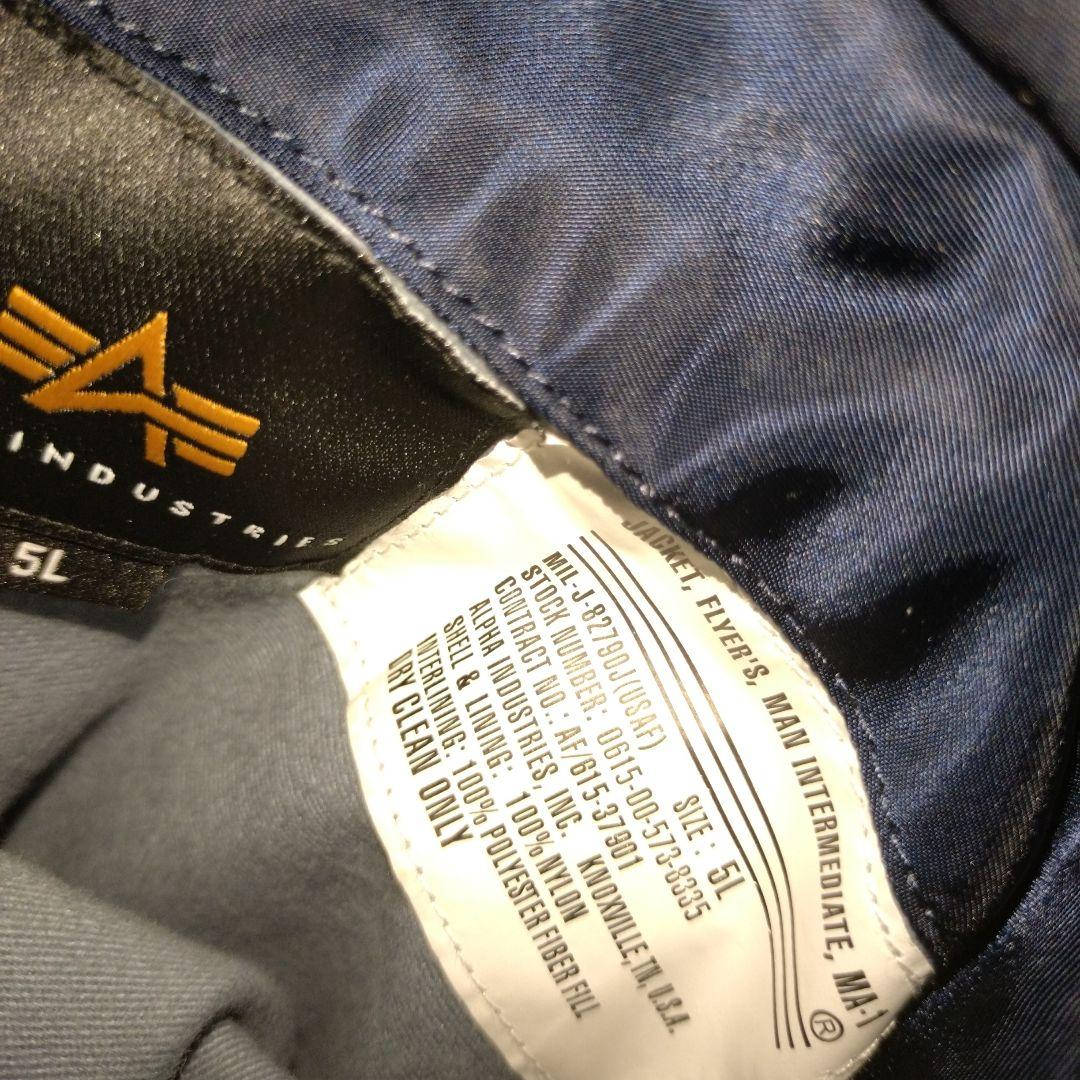 INDUSTRIES
5L
JACKET, FLYER'S, MAN INTERMEDIATE, MA-1
®
SIZE : 5L
MIL-J-82790J(USAF)
STOCK NUMBER: 0615-00-573-8335
CONTRACT NO.: AF/615-37901
ALPHA INDUSTRIES, INC. KNOXVILLE, TN, U.S.A.
SHELL & LINING: 100% NYLON
INTERLINING: 100% POLYESTER FIBER FILL
DRY CLEAN ONLY